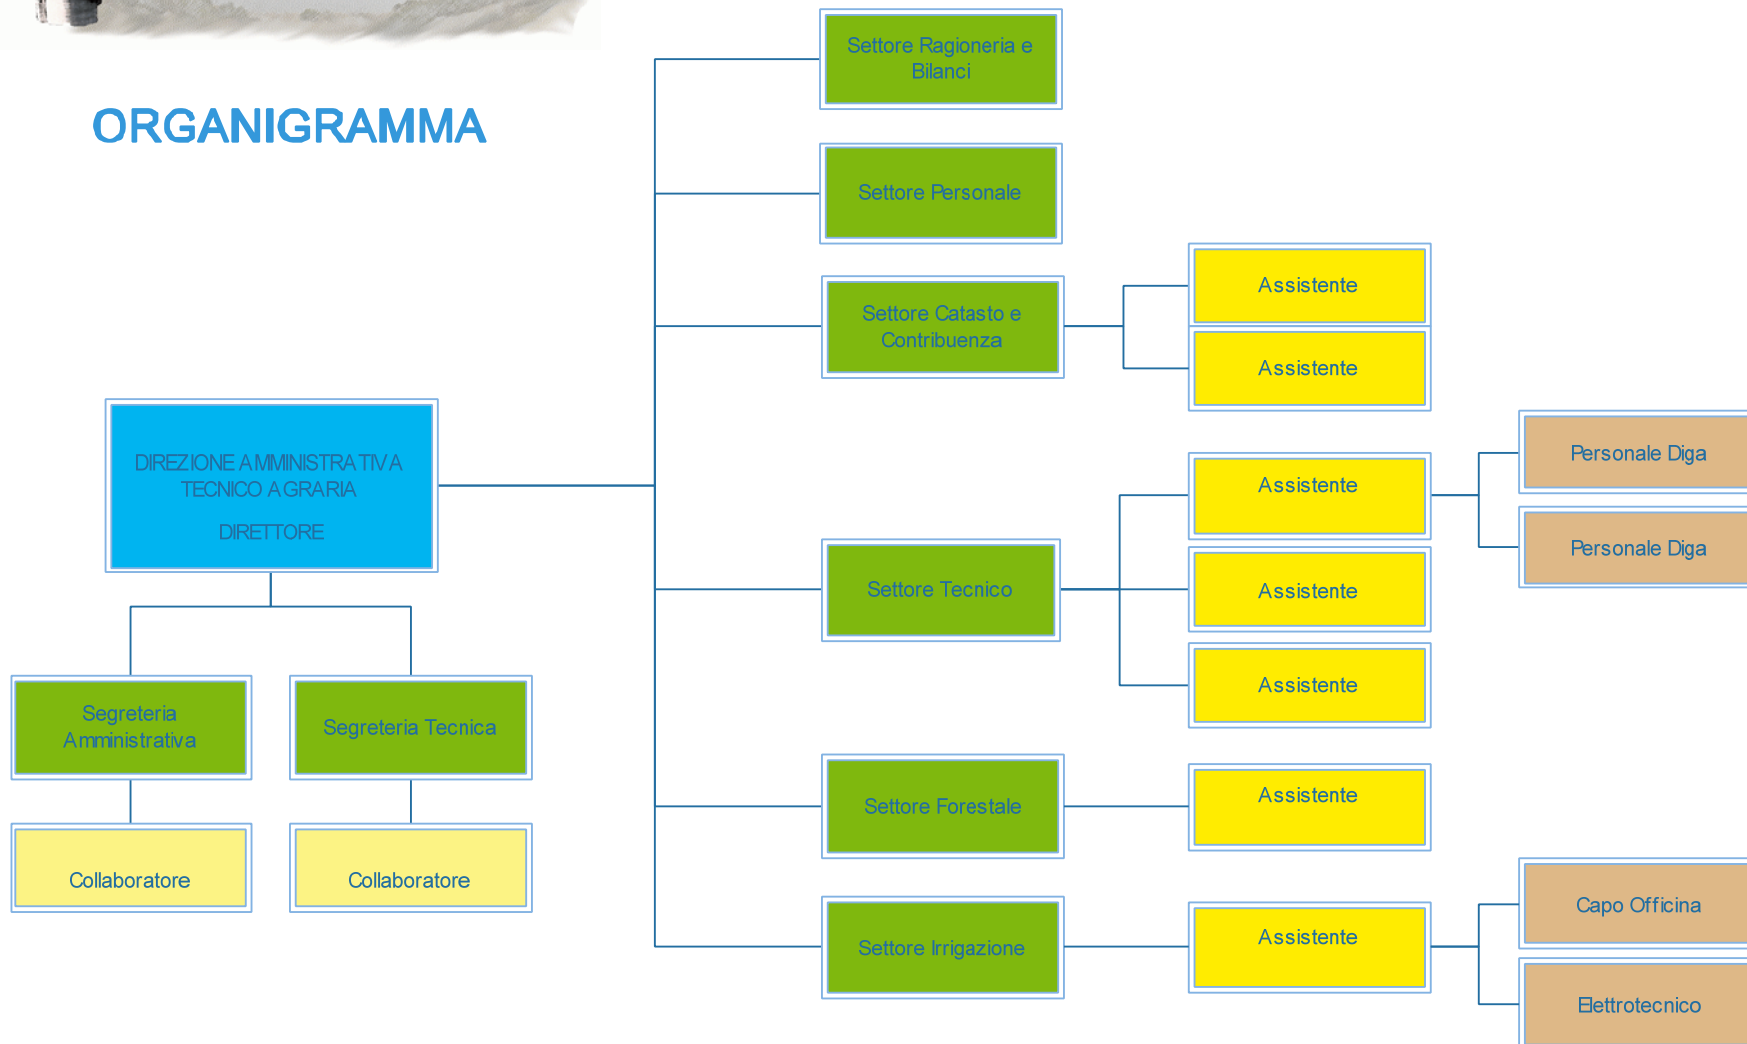 ORGANIGRAMMA
Settore Ragioneria e
Bilanci
Settore Personale
Settore Catasto e
Contribuenza
Assistente
Assistente
DIREZIONE AMMINISTRATIVA
TECNICO AGRARIA
DIRETTORE
Settore Tecnico
Assistente
Personale Diga
Personale Diga
Assistente
Assistente
Segreteria
Amministrativa
Segreteria Tecnica
Collaboratore
Collaboratore
Settore Forestale
Assistente
Settore Irrigazione
Assistente
Capo Officina
Elettrotecnico